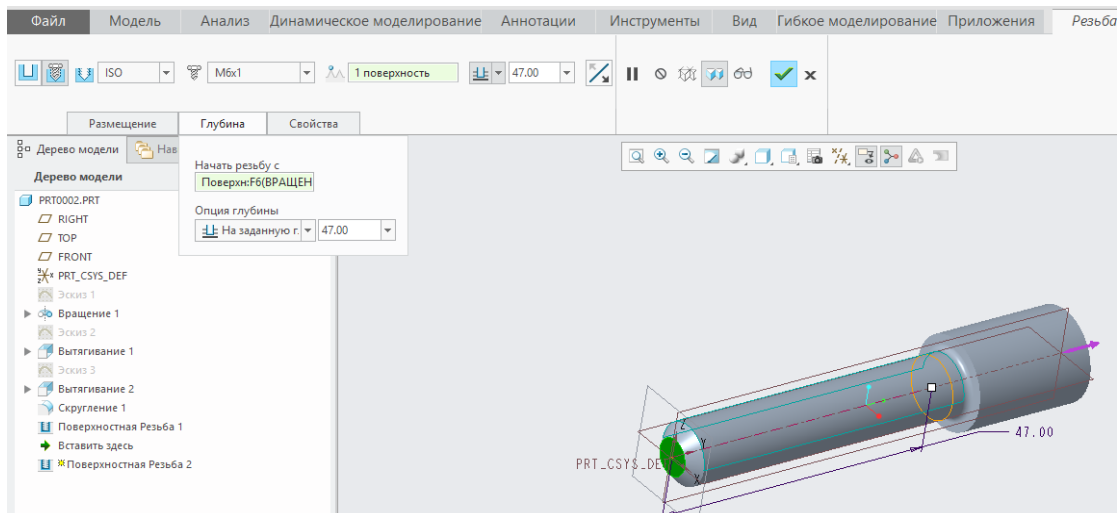 Файл Модель Анализ Динамическое моделирование Аннотации Инструменты Вид Гибкое моделирование Приложения Резьба
ISO M6x1 1 поверхность 47.00
Размещение Глубина Свойства
Дерево модели Нав
Дерево модели
PRT0002.PRT
RIGHT
TOP
FRONT
PRT_CSYS_DEF
Эскиз 1
Вращение 1
Эскиз 2
Вытягивание 1
Эскиз 3
Вытягивание 2
Скругление 1
Поверхностная Резьба 1
Вставить здесь
Поверхностная Резьба 2
Начать резьбу с
Поверхн:F6(ВРАЩЕН
Опция глубины
На заданную г. 47.00
47.00
PRT_CSYS_DE
Z
Y
X